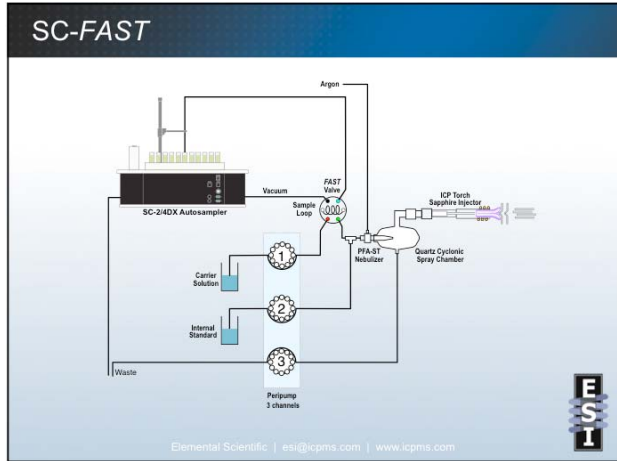 SC-FAST
Argon
FAST
Valve
Vacuum
Sample
Loop
SC-2/4DX Autosampler
ICP Torch
Sapphire Injector
PFA-ST
Nebulizer
Quartz Cyclonic
Spray Chamber
1
Carrier
Solution
2
Internal
Standard
3
Waste
Peripump
3 channels
Elemental Scientific | esi@icpms.com | www.icpms.com
E
S
I